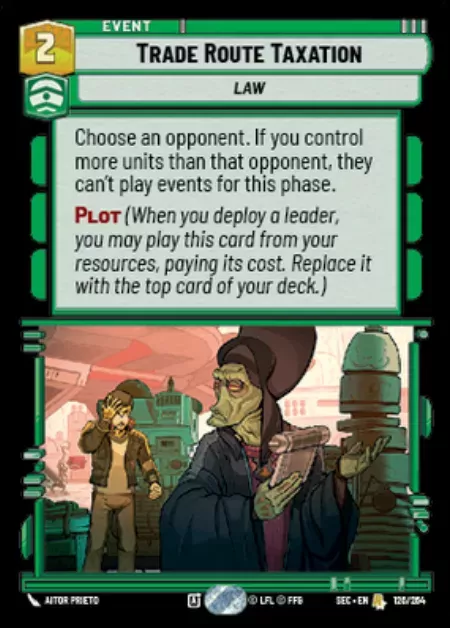 EVENT
2
TRADE ROUTE TAXATION
LAW
Choose an opponent. If you control
more units than that opponent, they
can't play events for this phase.
PLOT (When you deploy a leader,
you may play this card from your
resources, paying its cost. Replace it
with the top card of your deck.)
AITOR PRIETO
© LFL © FFG
SEC • EN
126/264